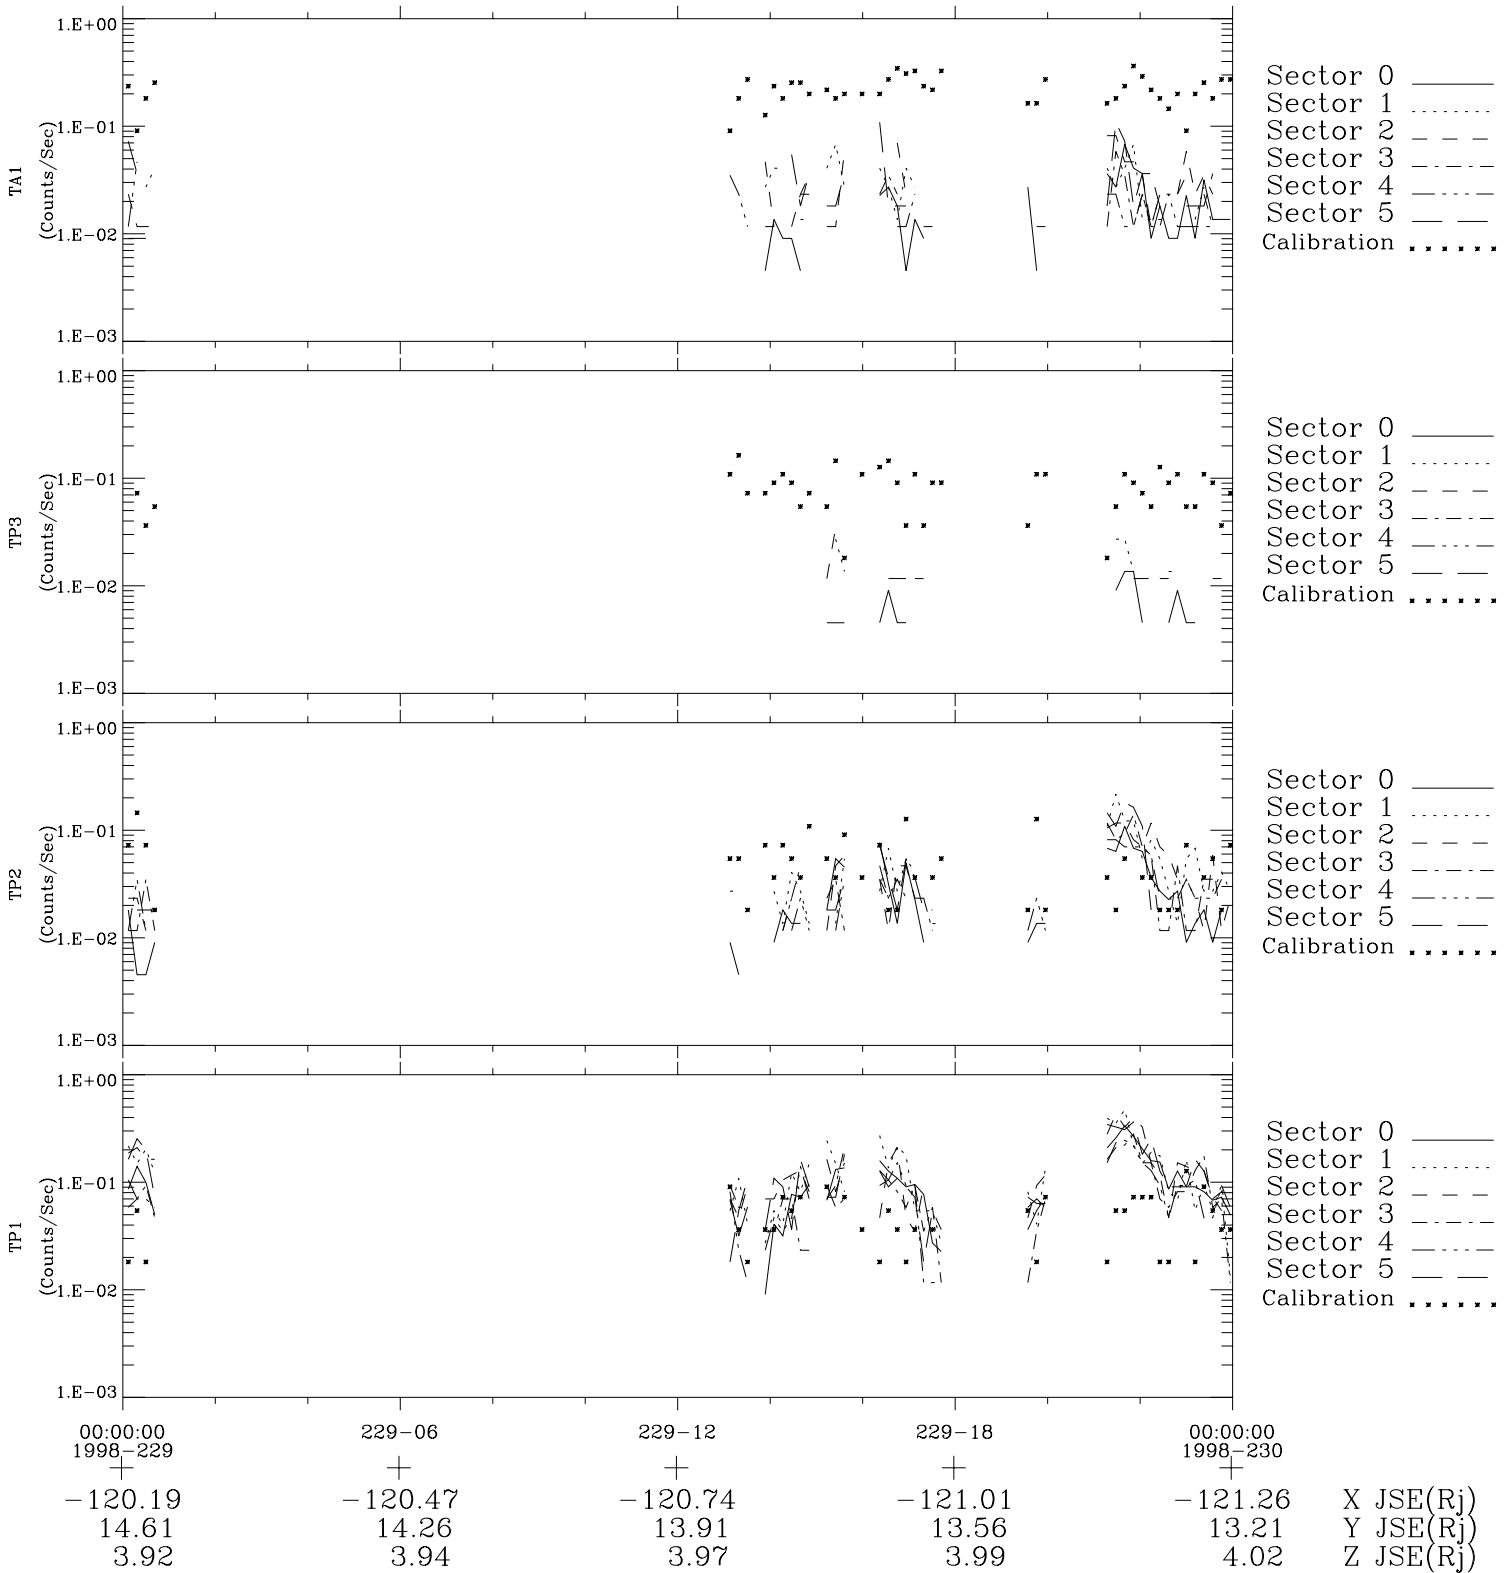 1.E+00
1.E-01
1.E-02
1.E-03
TA1
(Counts/Sec)
Sector 0
Sector 1
Sector 2
Sector 3
Sector 4
Sector 5
Calibration
1.E+00
1.E-01
1.E-02
1.E-03
TP3
(Counts/Sec)
Sector 0
Sector 1
Sector 2
Sector 3
Sector 4
Sector 5
Calibration
1.E+00
1.E-01
1.E-02
1.E-03
TP2
(Counts/Sec)
Sector 0
Sector 1
Sector 2
Sector 3
Sector 4
Sector 5
Calibration
1.E+00
1.E-01
1.E-02
1.E-03
TP1
(Counts/Sec)
Sector 0
Sector 1
Sector 2
Sector 3
Sector 4
Sector 5
Calibration
00:00:00 229-06 229-12 229-18 00:00:00
1998-229 1998-230
-120.19 -120.47 -120.74 -121.01 -121.26 X JSE(Rj)
14.61 14.26 13.91 13.56 13.21 Y JSE(Rj)
3.92 3.94 3.97 3.99 4.02 Z JSE(Rj)